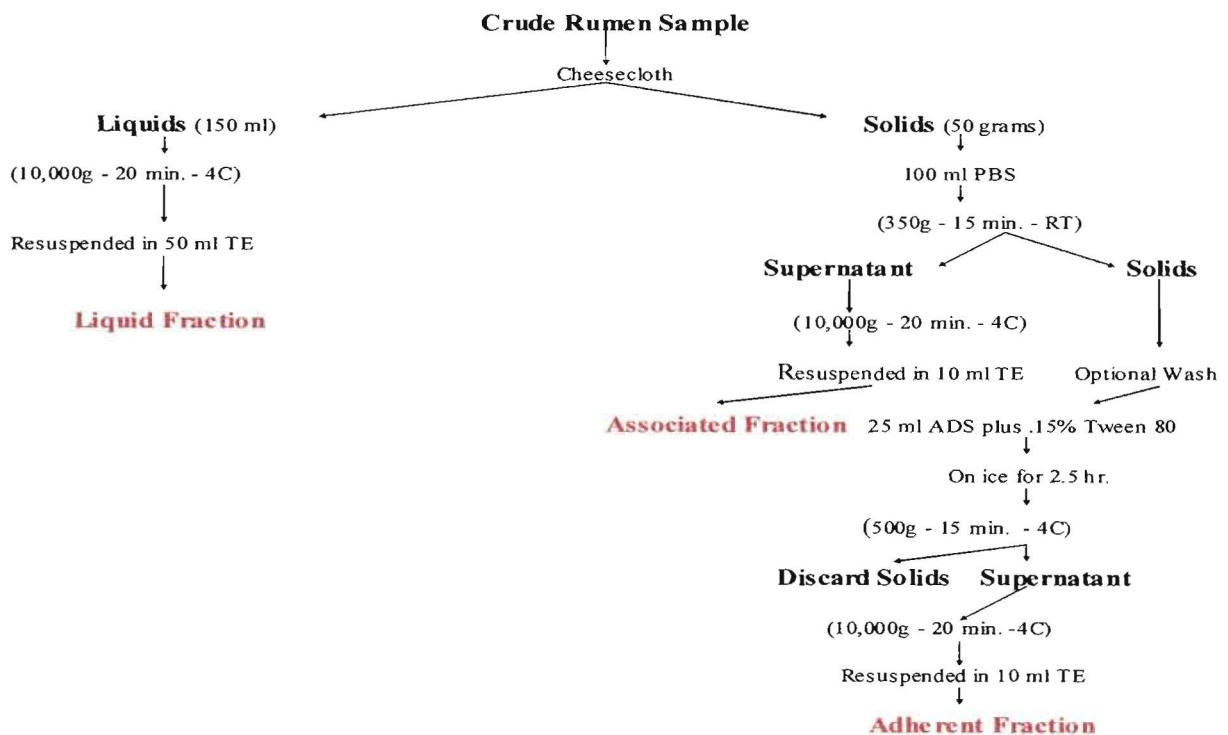 Crude Rumen Sample
Cheesecloth
Liquids (150 ml)
(10,000g - 20 min. - 4C)
Resuspended in 50 ml TE
Liquid Fraction
Solids (50 grams)
100 ml PBS
(350g - 15 min. - RT)
Supernatant
(10,000g - 20 min. - 4C)
Resuspended in 10 ml TE
Associated Fraction
Solids
Optional Wash
25 ml ADS plus .15% Tween 80
On ice for 2.5 hr.
(500g - 15 min. - 4C)
Discard Solids
Supernatant
(10,000g - 20 min. -4C)
Resuspended in 10 ml TE
Adherent Fraction